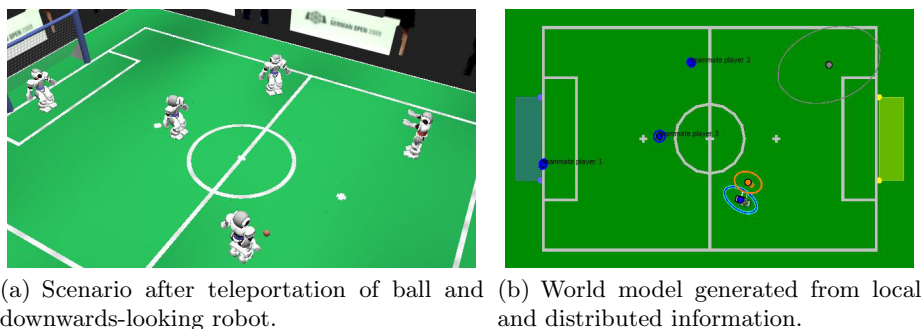 GERMAN OPEN 2009
teammate player 2
teammate player 3
teammate player 1
(a) Scenario after teleportation of ball and
downwards-looking robot.
(b) World model generated from local
and distributed information.